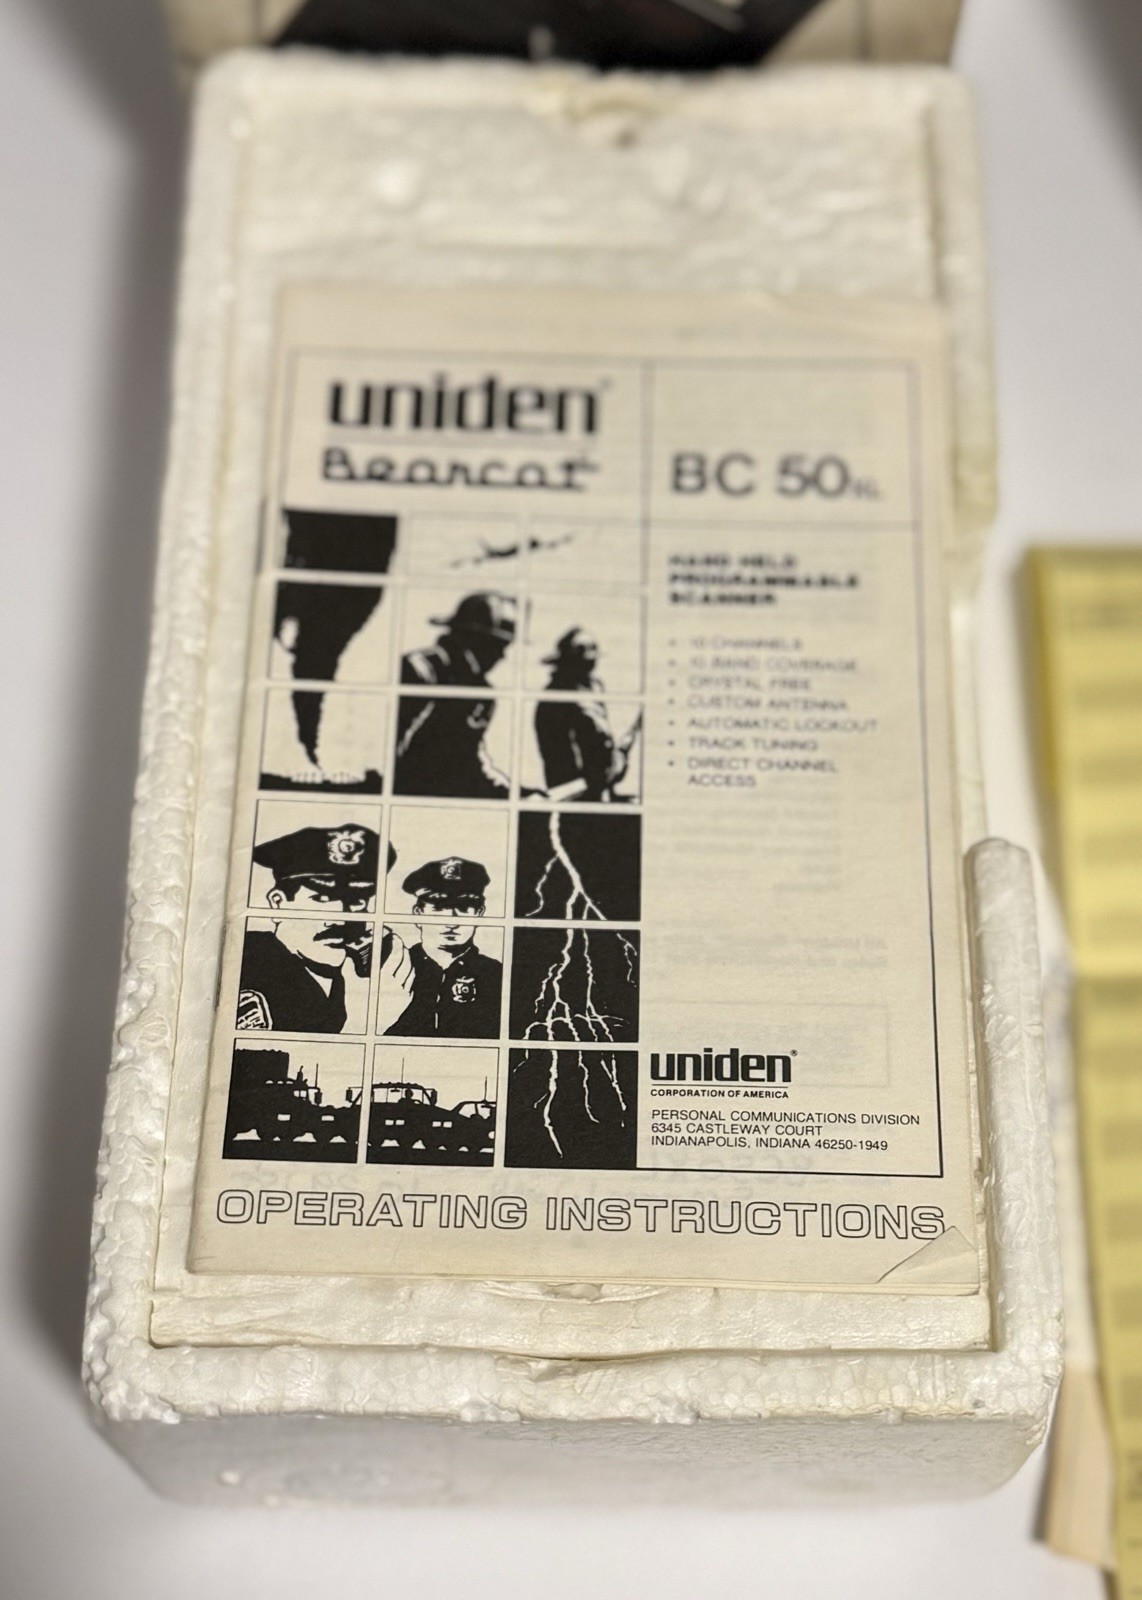 uniden®
Bearcat
BC 50XL
HAND HELD
PROGRAMMABLE
SCANNER
• 10 CHANNELS
• 10 BAND COVERAGE
• CRYSTAL FREE
• CUSTOM ANTENNA
• AUTOMATIC LOCKOUT
• TRACK TUNING
• DIRECT CHANNEL
ACCESS
uniden®
CORPORATION OF AMERICA
PERSONAL COMMUNICATIONS DIVISION
6345 CASTLEWAY COURT
INDIANAPOLIS, INDIANA 46250-1949
OPERATING INSTRUCTIONS